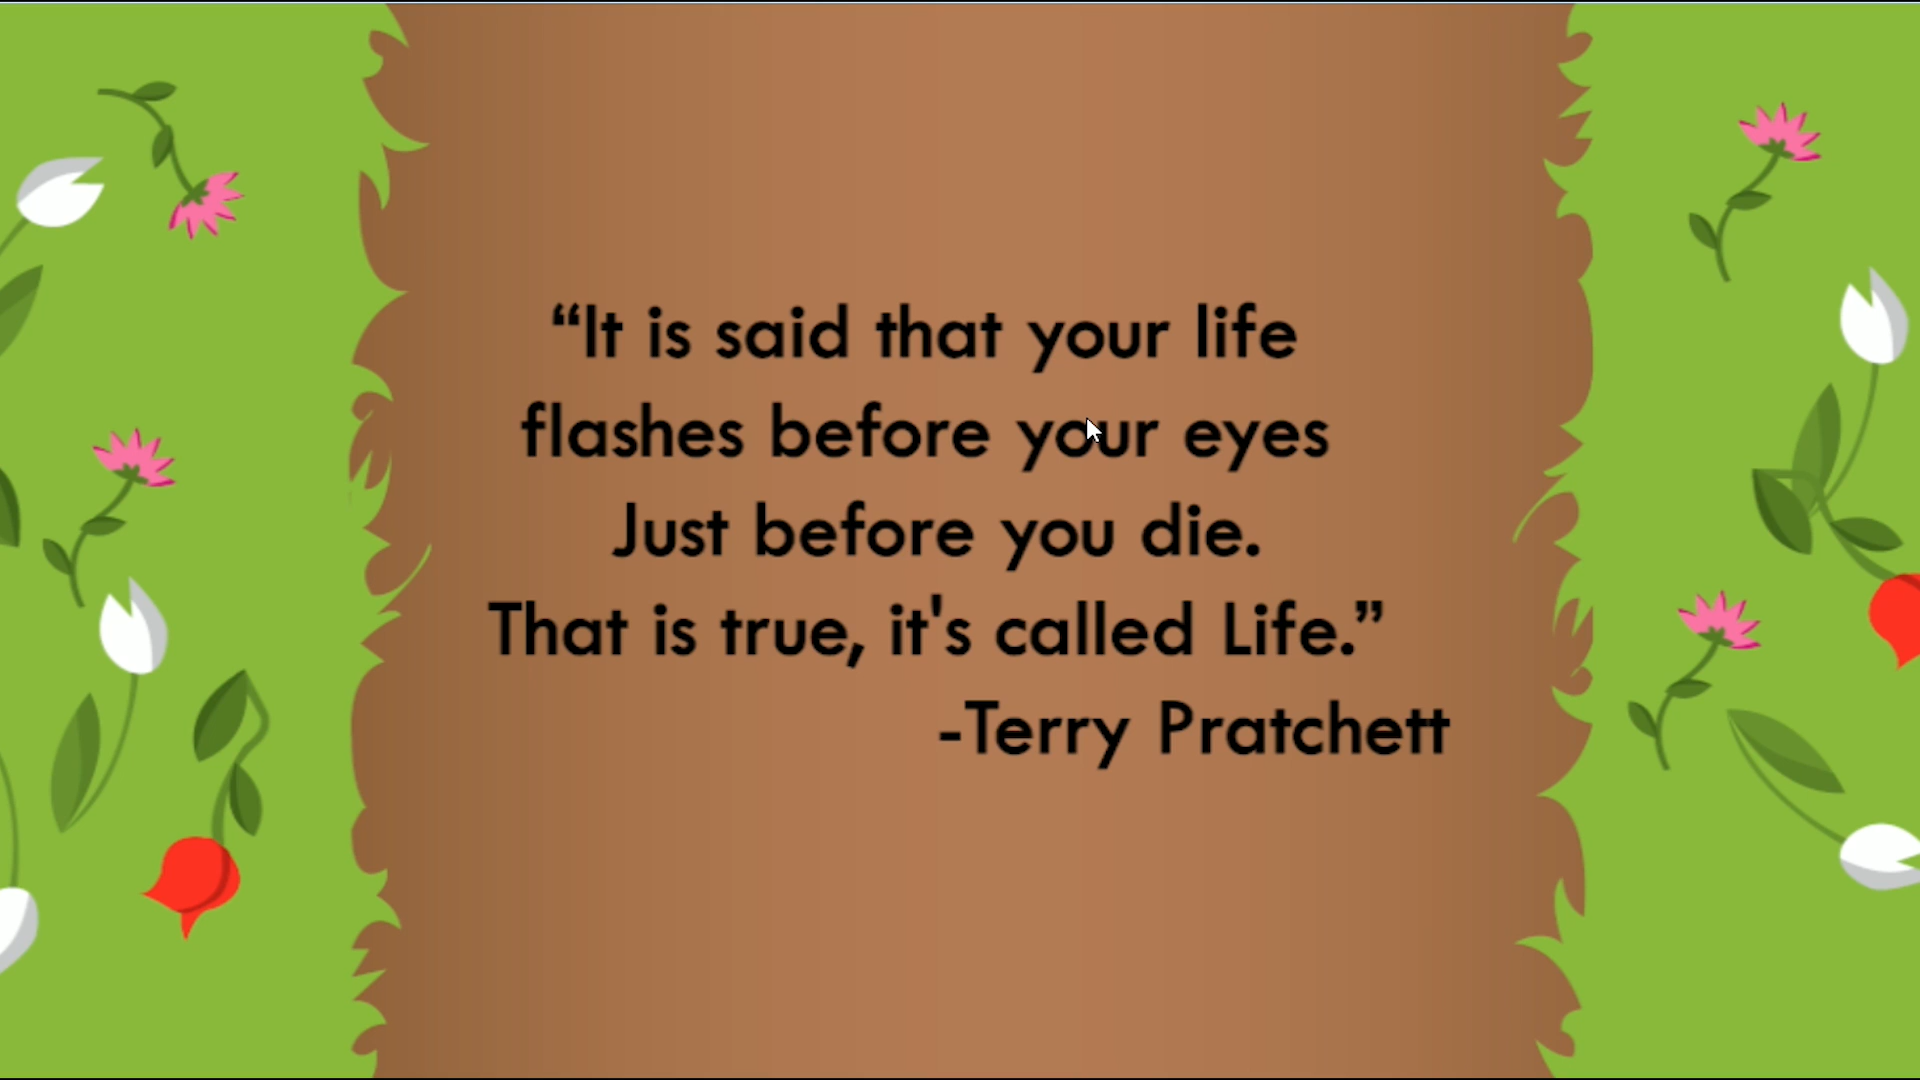 “It is said that your life
flashes before your eyes
Just before you die.
That is true, it's called Life.”
-Terry Pratchett